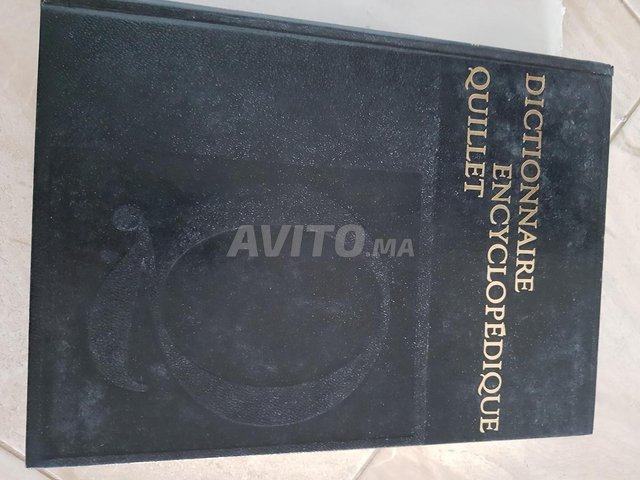 DICTIONNAIRE
ENCYCLOPÉDIQUE
QUILLET
AVITO.MA